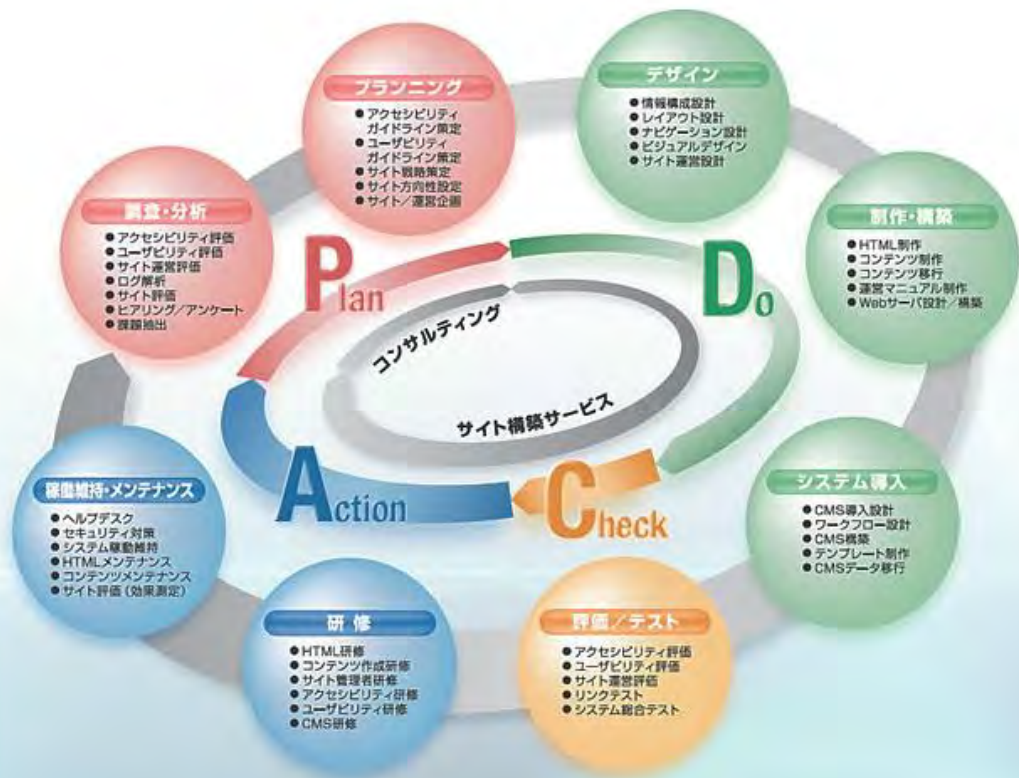 プランニング
● アクセシビリティ
ガイドライン策定
● ユーザビリティ
ガイドライン策定
● サイト戦略策定
● サイト方向性設定
● サイト／運営企画
デザイン
● 情報構成設計
● レイアウト設計
● ナビゲーション設計
● ビジュアルデザイン
● サイト運営設計
調査・分析
● アクセシビリティ評価
● ユーザビリティ評価
● サイト運営評価
● ログ解析
● サイト評価
● ヒアリング／アンケート
● 課題抽出
制作・構築
● HTML制作
● コンテンツ制作
● コンテンツ移行
● 運営マニュアル制作
● Webサーバ設計／構築
Plan
Do
コンサルティング
サイト構築サービス
Action
Check
稼働維持・メンテナンス
● ヘルプデスク
● セキュリティ対策
● システム稼動維持
● HTMLメンテナンス
● コンテンツメンテナンス
● サイト評価（効果測定）
システム導入
● CMS導入設計
● ワークフロー設計
● CMS構築
● テンプレート制作
● CMSデータ移行
研修
● HTML研修
● コンテンツ作成研修
● サイト管理者研修
● アクセシビリティ研修
● ユーザビリティ研修
● CMS研修
評価／テスト
● アクセシビリティ評価
● ユーザビリティ評価
● サイト運営評価
● リンクテスト
● システム総合テスト